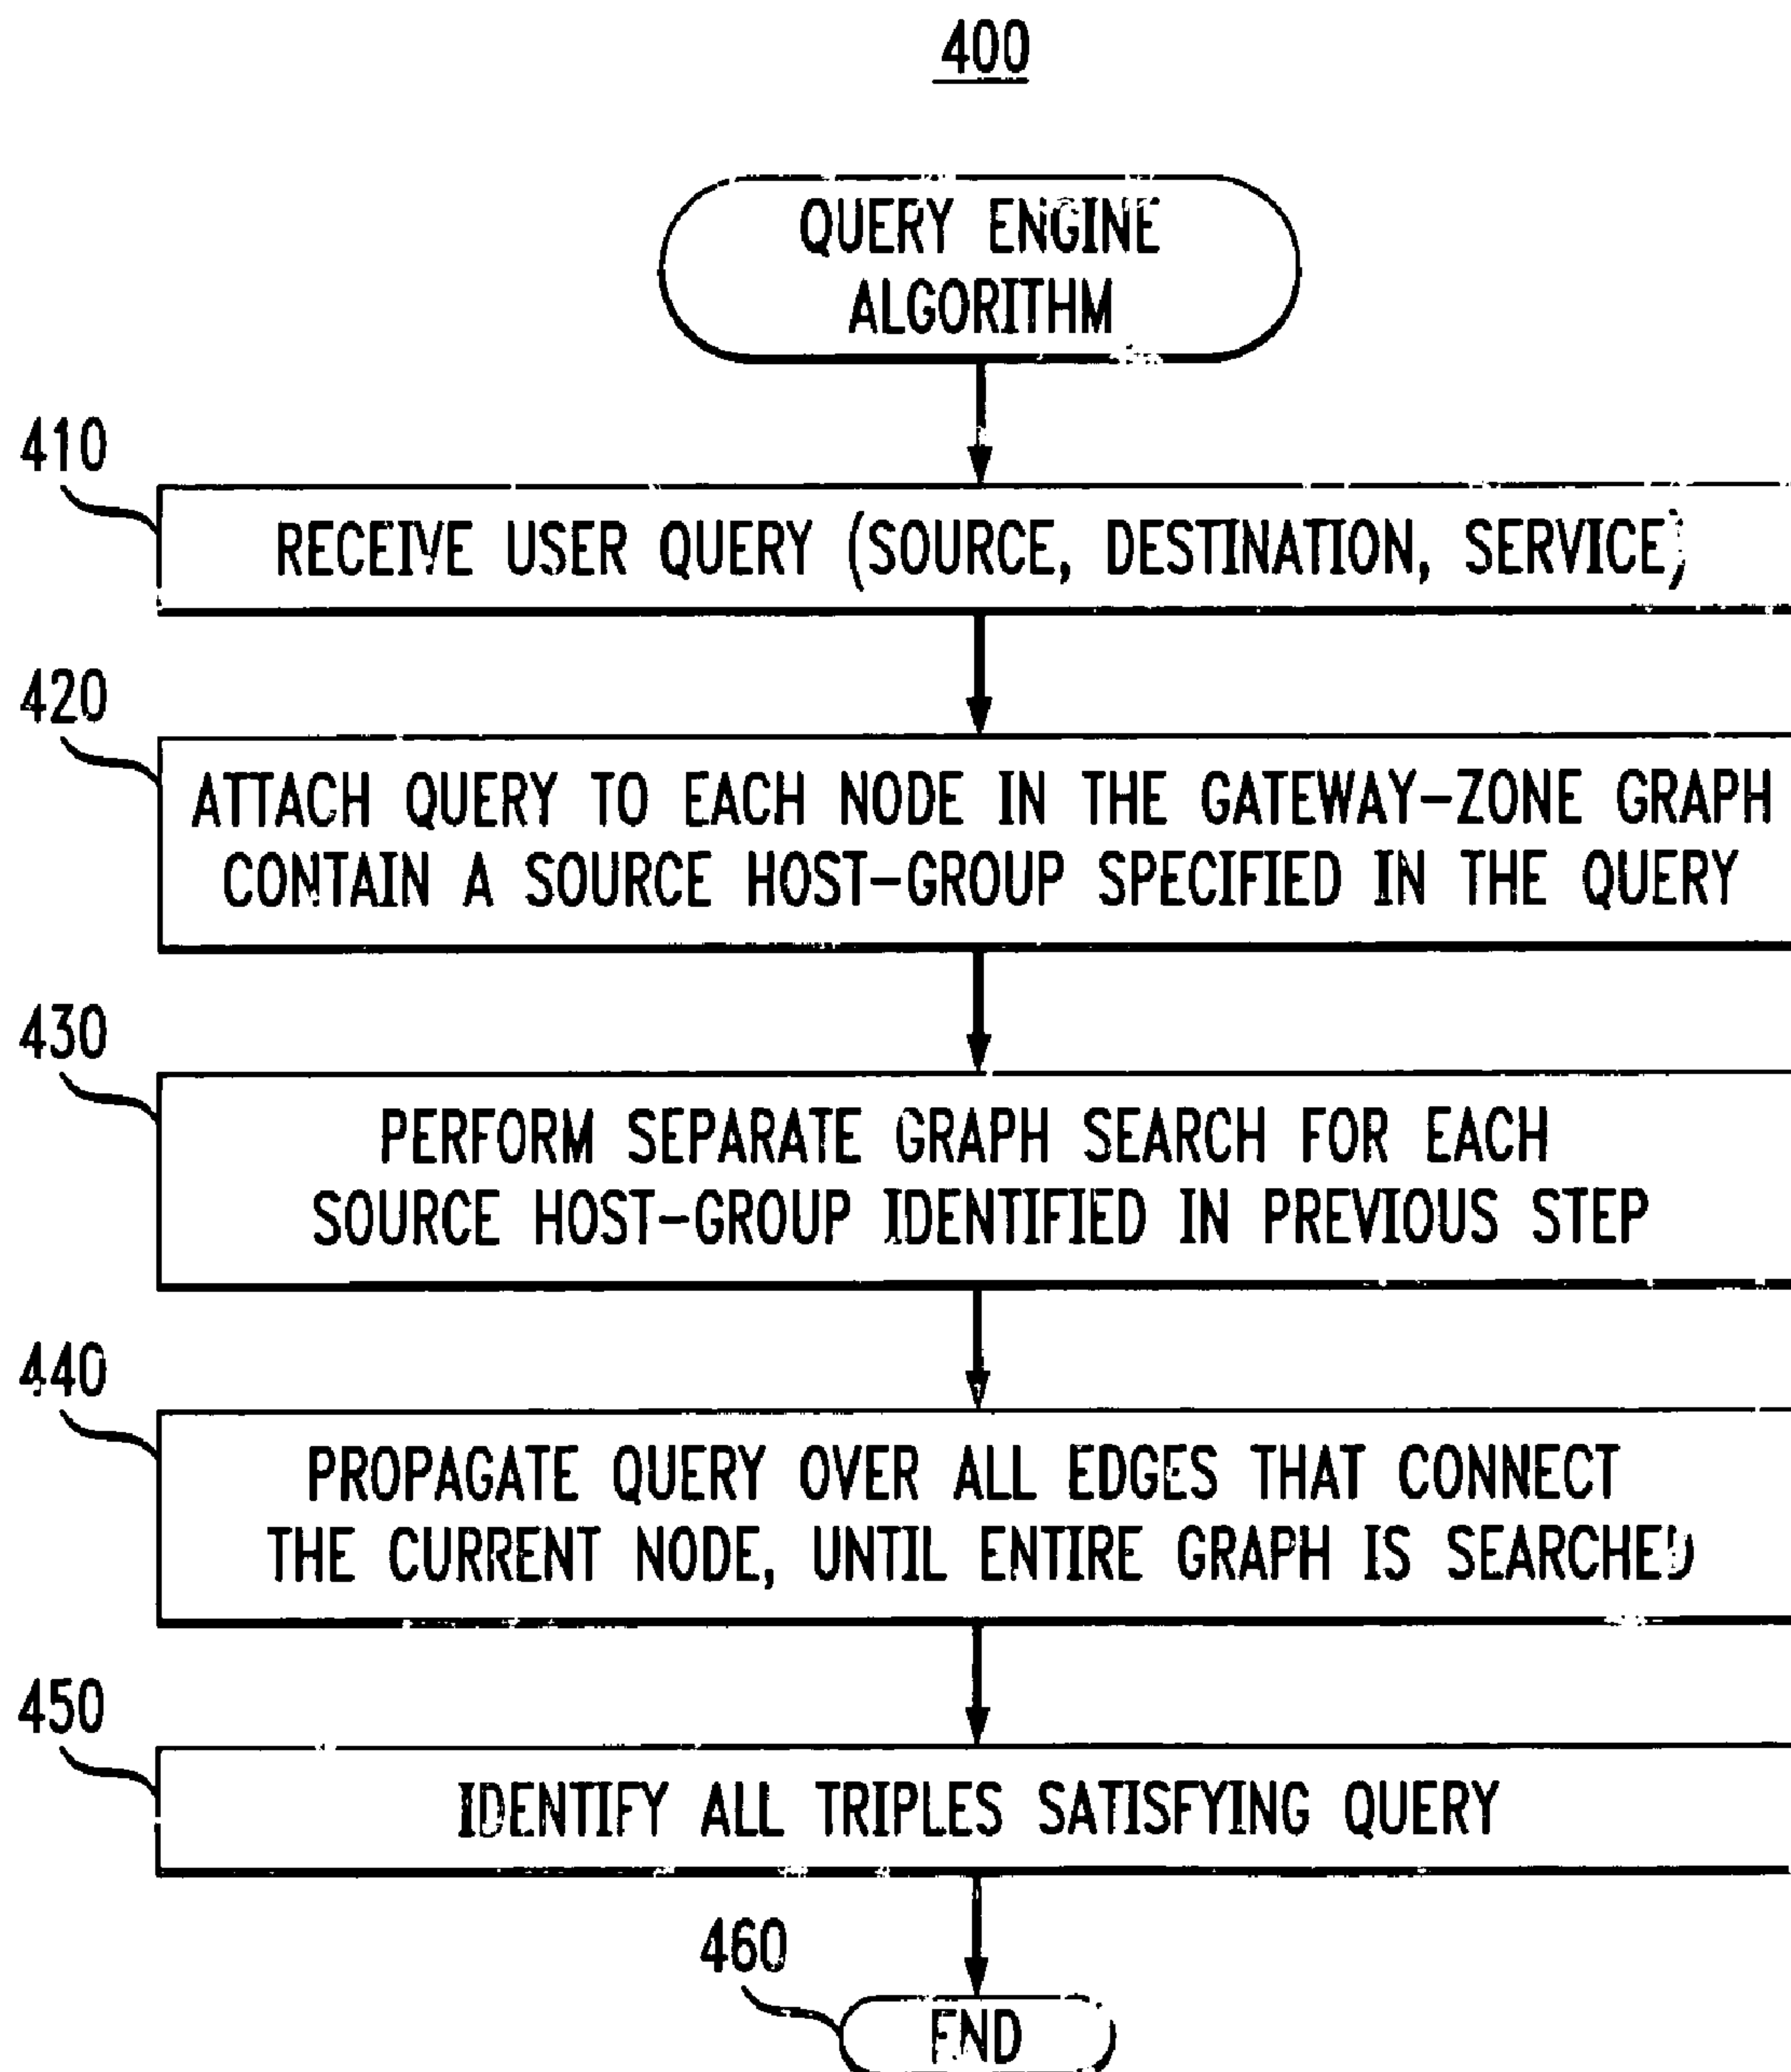 400
QUERY ENGINE
ALGORITHM
410
RECEIVE USER QUERY (SOURCE, DESTINATION, SERVICE)
420
ATTACH QUERY TO EACH NODE IN THE GATEWAY-ZONE GRAPH
CONTAIN A SOURCE HOST-GROUP SPECIFIED IN THE QUERY
430
PERFORM SEPARATE GRAPH SEARCH FOR EACH
SOURCE HOST-GROUP IDENTIFIED IN PREVIOUS STEP
440
PROPAGATE QUERY OVER ALL EDGES THAT CONNECT
THE CURRENT NODE, UNTIL ENTIRE GRAPH IS SEARCHED
450
IDENTIFY ALL TRIPLES SATISFYING QUERY
460
END